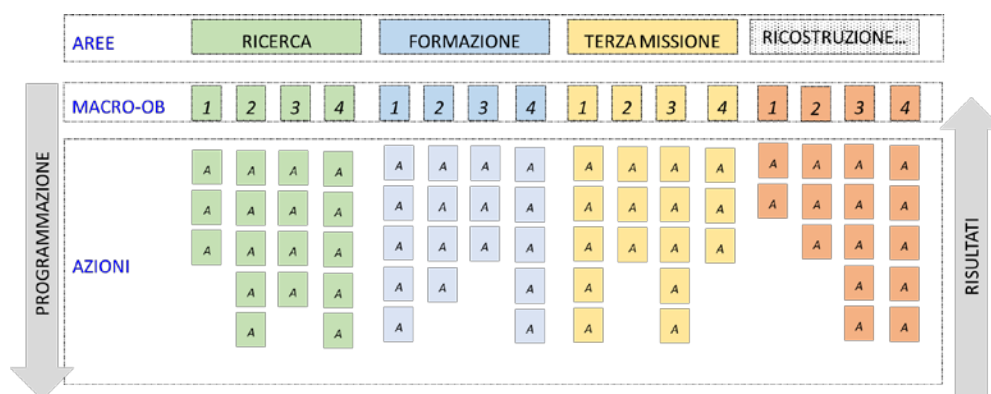 AREE RICERCA FORMAZIONE TERZA MISSIONE RICOSTRUZIONE…
MACRO-OB 1 2 3 4 1 2 3 4 1 2 3 4 1 2 3 4
PROGRAMMAZIONE
AZIONI
A A A A A A A A A A A A A A A A
A A A A A A A A A A A A A A A A
A A A A A A A A A A A A A A A
A A A A A A A A A A
A A A A A A A A
RISULTATI